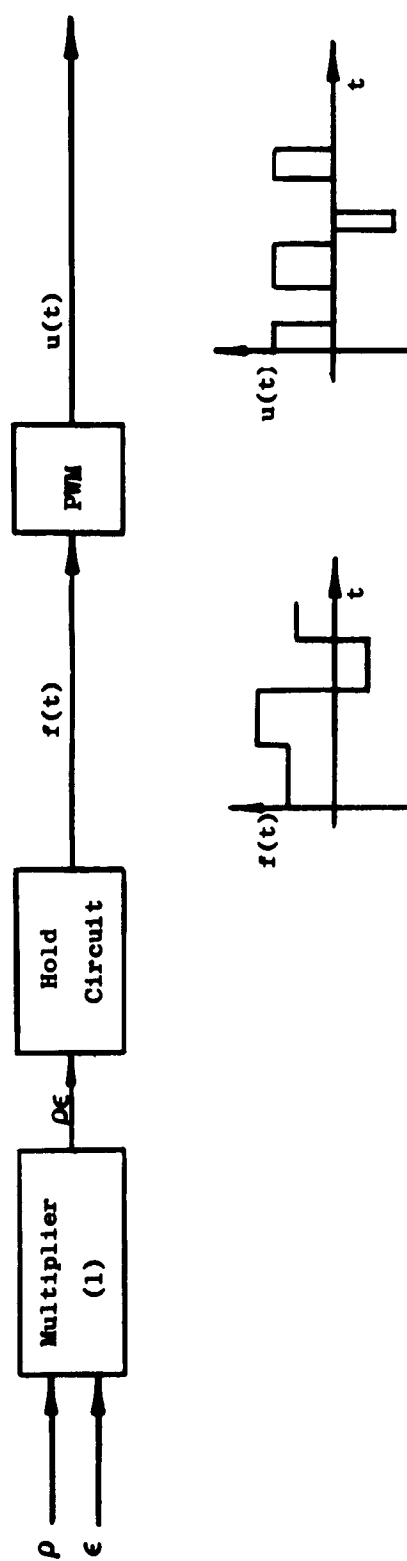 ρ
ϵ
Multiplier
(1)
ρϵ
Hold
Circuit
f(t)
PWM
u(t)
f(t)
t
u(t)
t